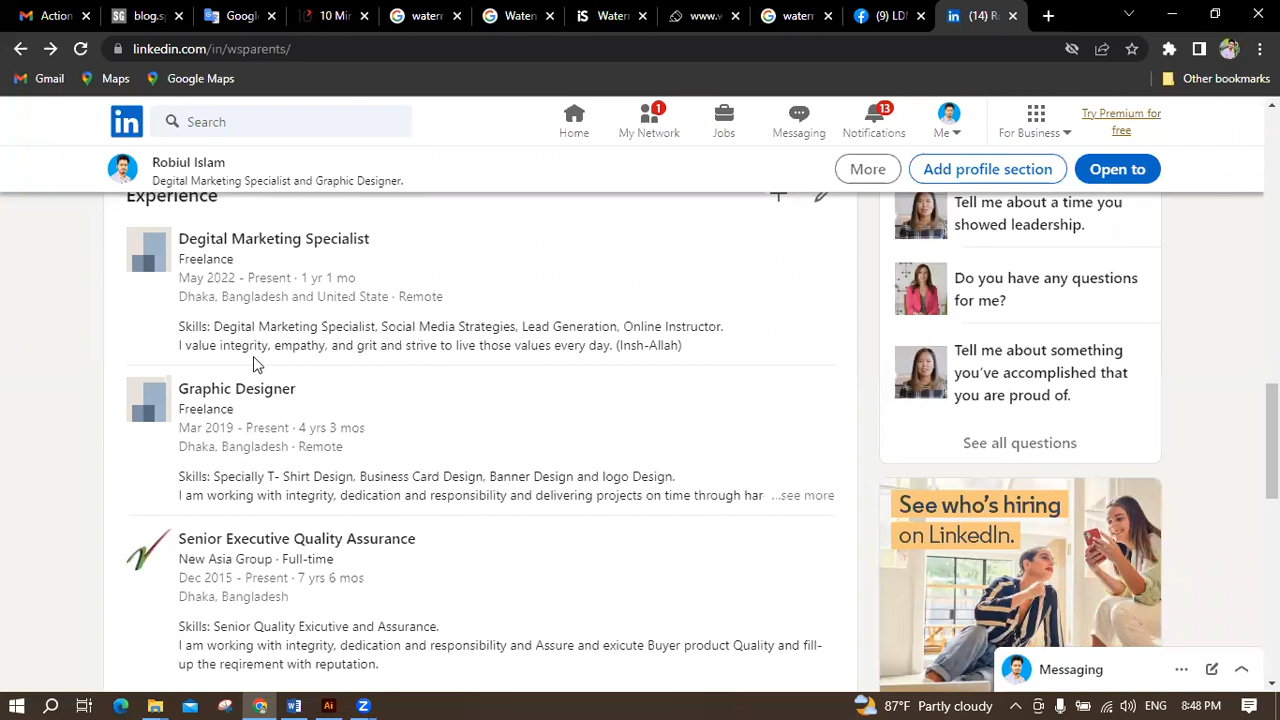 Action
blog.s
Google
10 Mi
waterm
Water
Water
www.v
waterm
(9) LD
(14) R
linkedin.com/in/wsparents/
Gmail
Maps
Google Maps
Other bookmarks
in
Search
Home
1
My Network
Jobs
Messaging
13
Notifications
Me
For Business
Try Premium for
free
Robiul Islam
Degital Marketing Specialist and Graphic Designer.
More
Add profile section
Open to
Experience
Degital Marketing Specialist
Freelance
May 2022 - Present · 1 yr 1 mo
Dhaka, Bangladesh and United State · Remote
Skills: Degital Marketing Specialist, Social Media Strategies, Lead Generation, Online Instructor.
I value integrity, empathy, and grit and strive to live those values every day. (Insh-Allah)
Graphic Designer
Freelance
Mar 2019 - Present · 4 yrs 3 mos
Dhaka, Bangladesh · Remote
Skills: Specially T- Shirt Design, Business Card Design, Banner Design and logo Design.
I am working with integrity, dedication and responsibility and delivering projects on time through har ...see more
Senior Executive Quality Assurance
New Asia Group · Full-time
Dec 2015 - Present · 7 yrs 6 mos
Dhaka, Bangladesh
Skills: Senior Quality Exicutive and Assurance.
I am working with integrity, dedication and responsibility and Assure and exicute Buyer product Quality and fill-
up the reqirement with reputation.
Tell me about a time you
showed leadership.
Do you have any questions
for me?
Tell me about something
you've accomplished that
you are proud of.
See all questions
See who's hiring
on LinkedIn.
Messaging
87°F Partly cloudy
ENG
8:48 PM